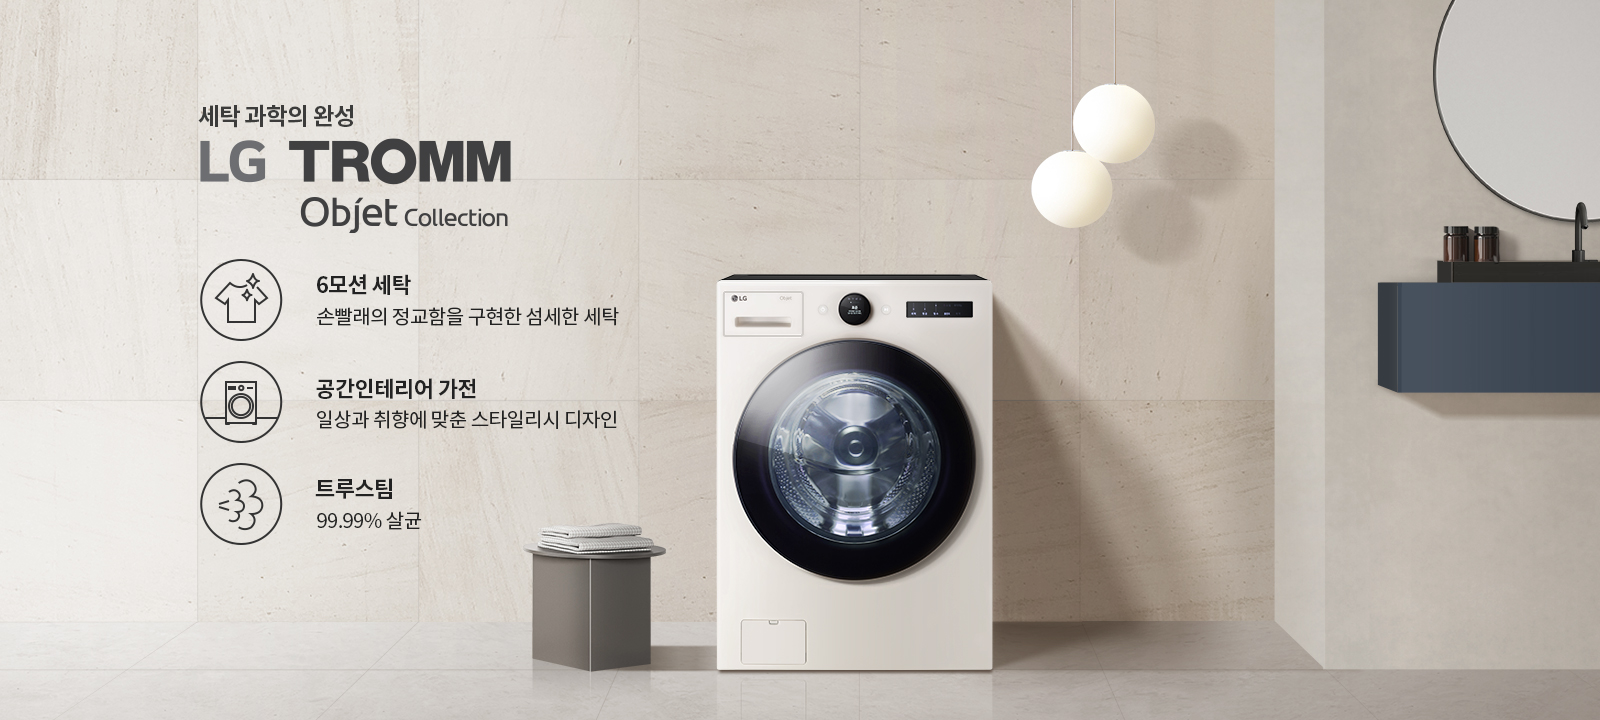 세탁 과학의 완성
LG TROMM
Objet Collection
6모션 세탁
손빨래의 정교함을 구현한 섬세한 세탁
공간인테리어 가전
일상과 취향에 맞춘 스타일리시 디자인
트루스팀
99.99% 살균
LG
Objet